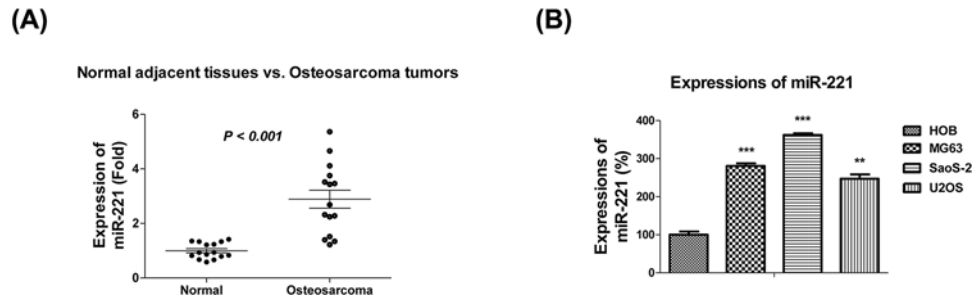 (A)
Normal adjacent tissues vs. Osteosarcoma tumors
Expression of
miR-221 (Fold)
6
4
2
0
P < 0.001
Normal
Osteosarcoma
(B)
Expressions of miR-221
Expressions of
miR-221 (%)
400
300
200
100
0
***
***
**
HOB
MG63
SaoS-2
U2OS